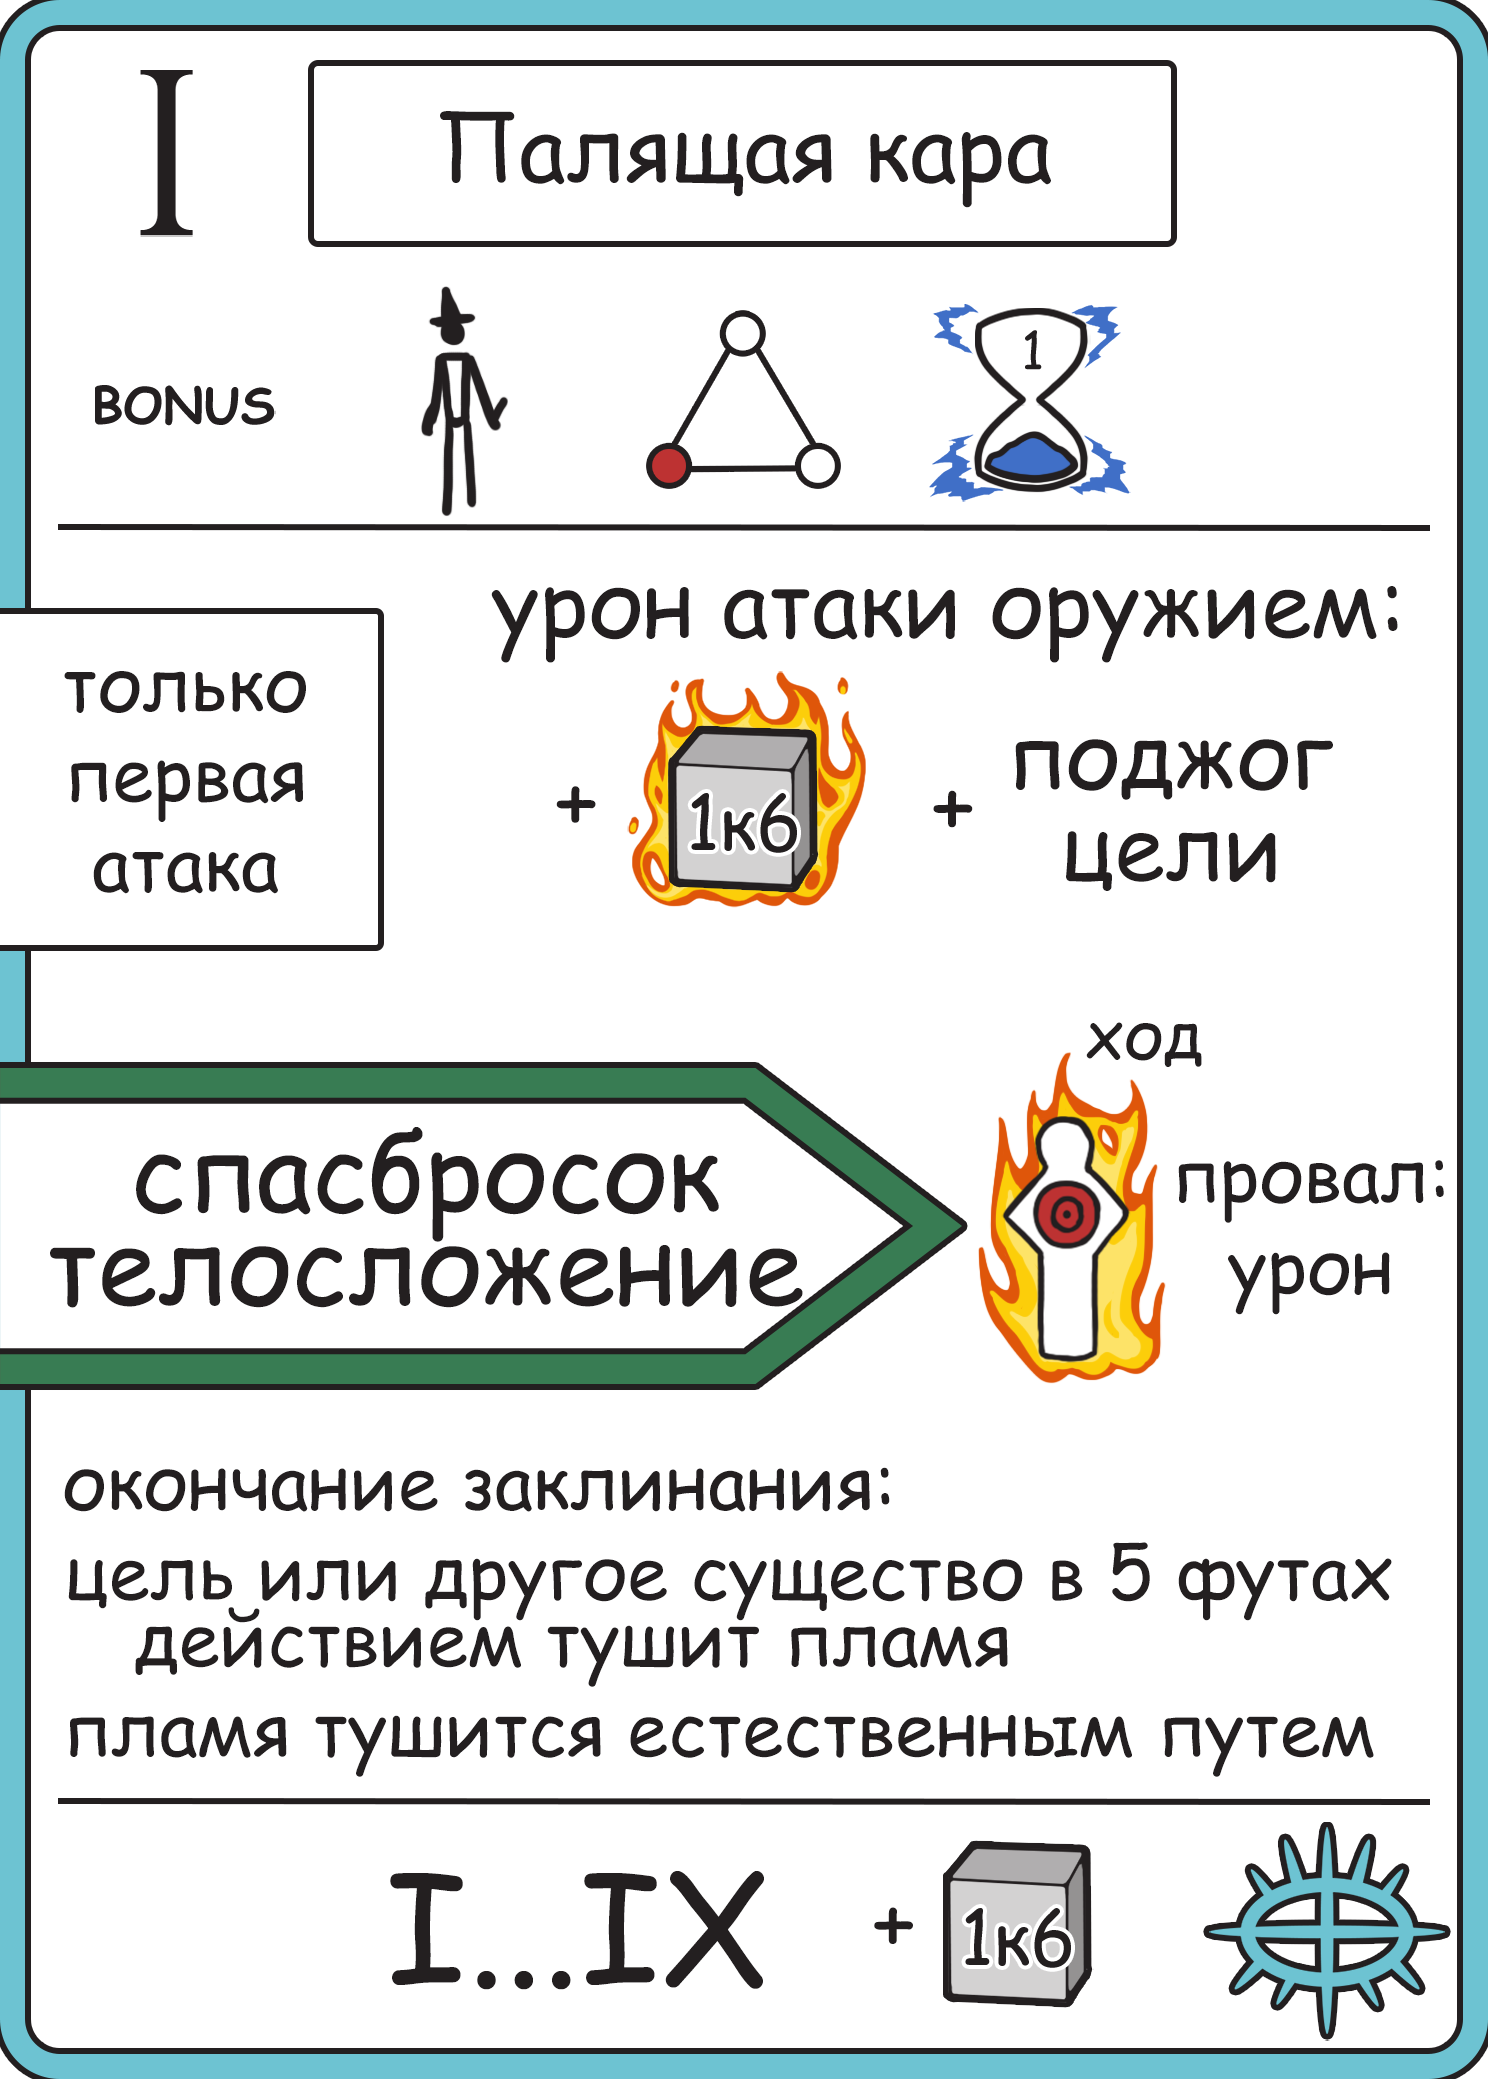 I
Палящая кара
BONUS
1
урон атаки оружием:
только
первая
атака
+ 1к6 + поджог
цели
ход
спасбросок
телосложение
провал:
урон
окончание заклинания:
цель или другое существо в 5 футах
действием тушит пламя
пламя тушится естественным путем
I...IX + 1к6